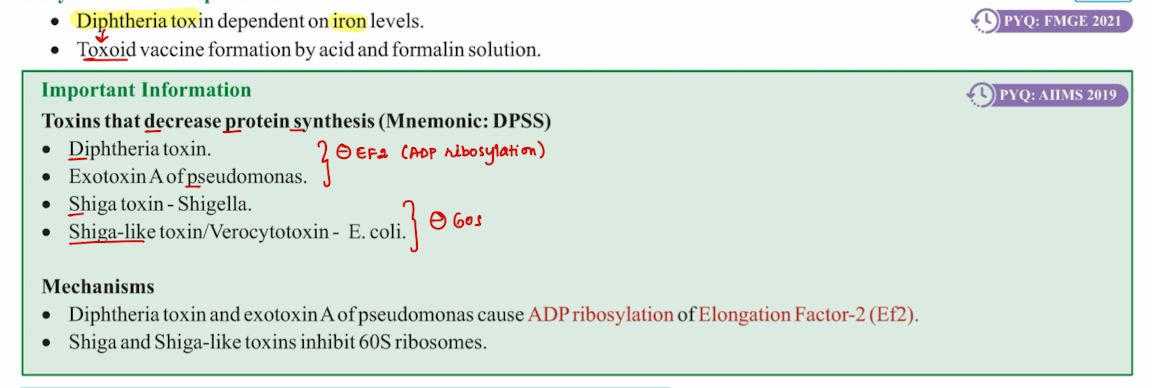 • Diphtheria toxin dependent on iron levels.
PYQ: FMGE 2021
• Toxoid vaccine formation by acid and formalin solution.
Important Information
PYQ: AIIMS 2019
Toxins that decrease protein synthesis (Mnemonic: DPSS)
• Diphtheria toxin.
⊖ EF2 (ADP ribosylation)
• Exotoxin A of pseudomonas.
• Shiga toxin - Shigella.
⊖ 60s
• Shiga-like toxin/Verocytotoxin - E. coli.
Mechanisms
• Diphtheria toxin and exotoxin A of pseudomonas cause ADP ribosylation of Elongation Factor-2 (Ef2).
• Shiga and Shiga-like toxins inhibit 60S ribosomes.